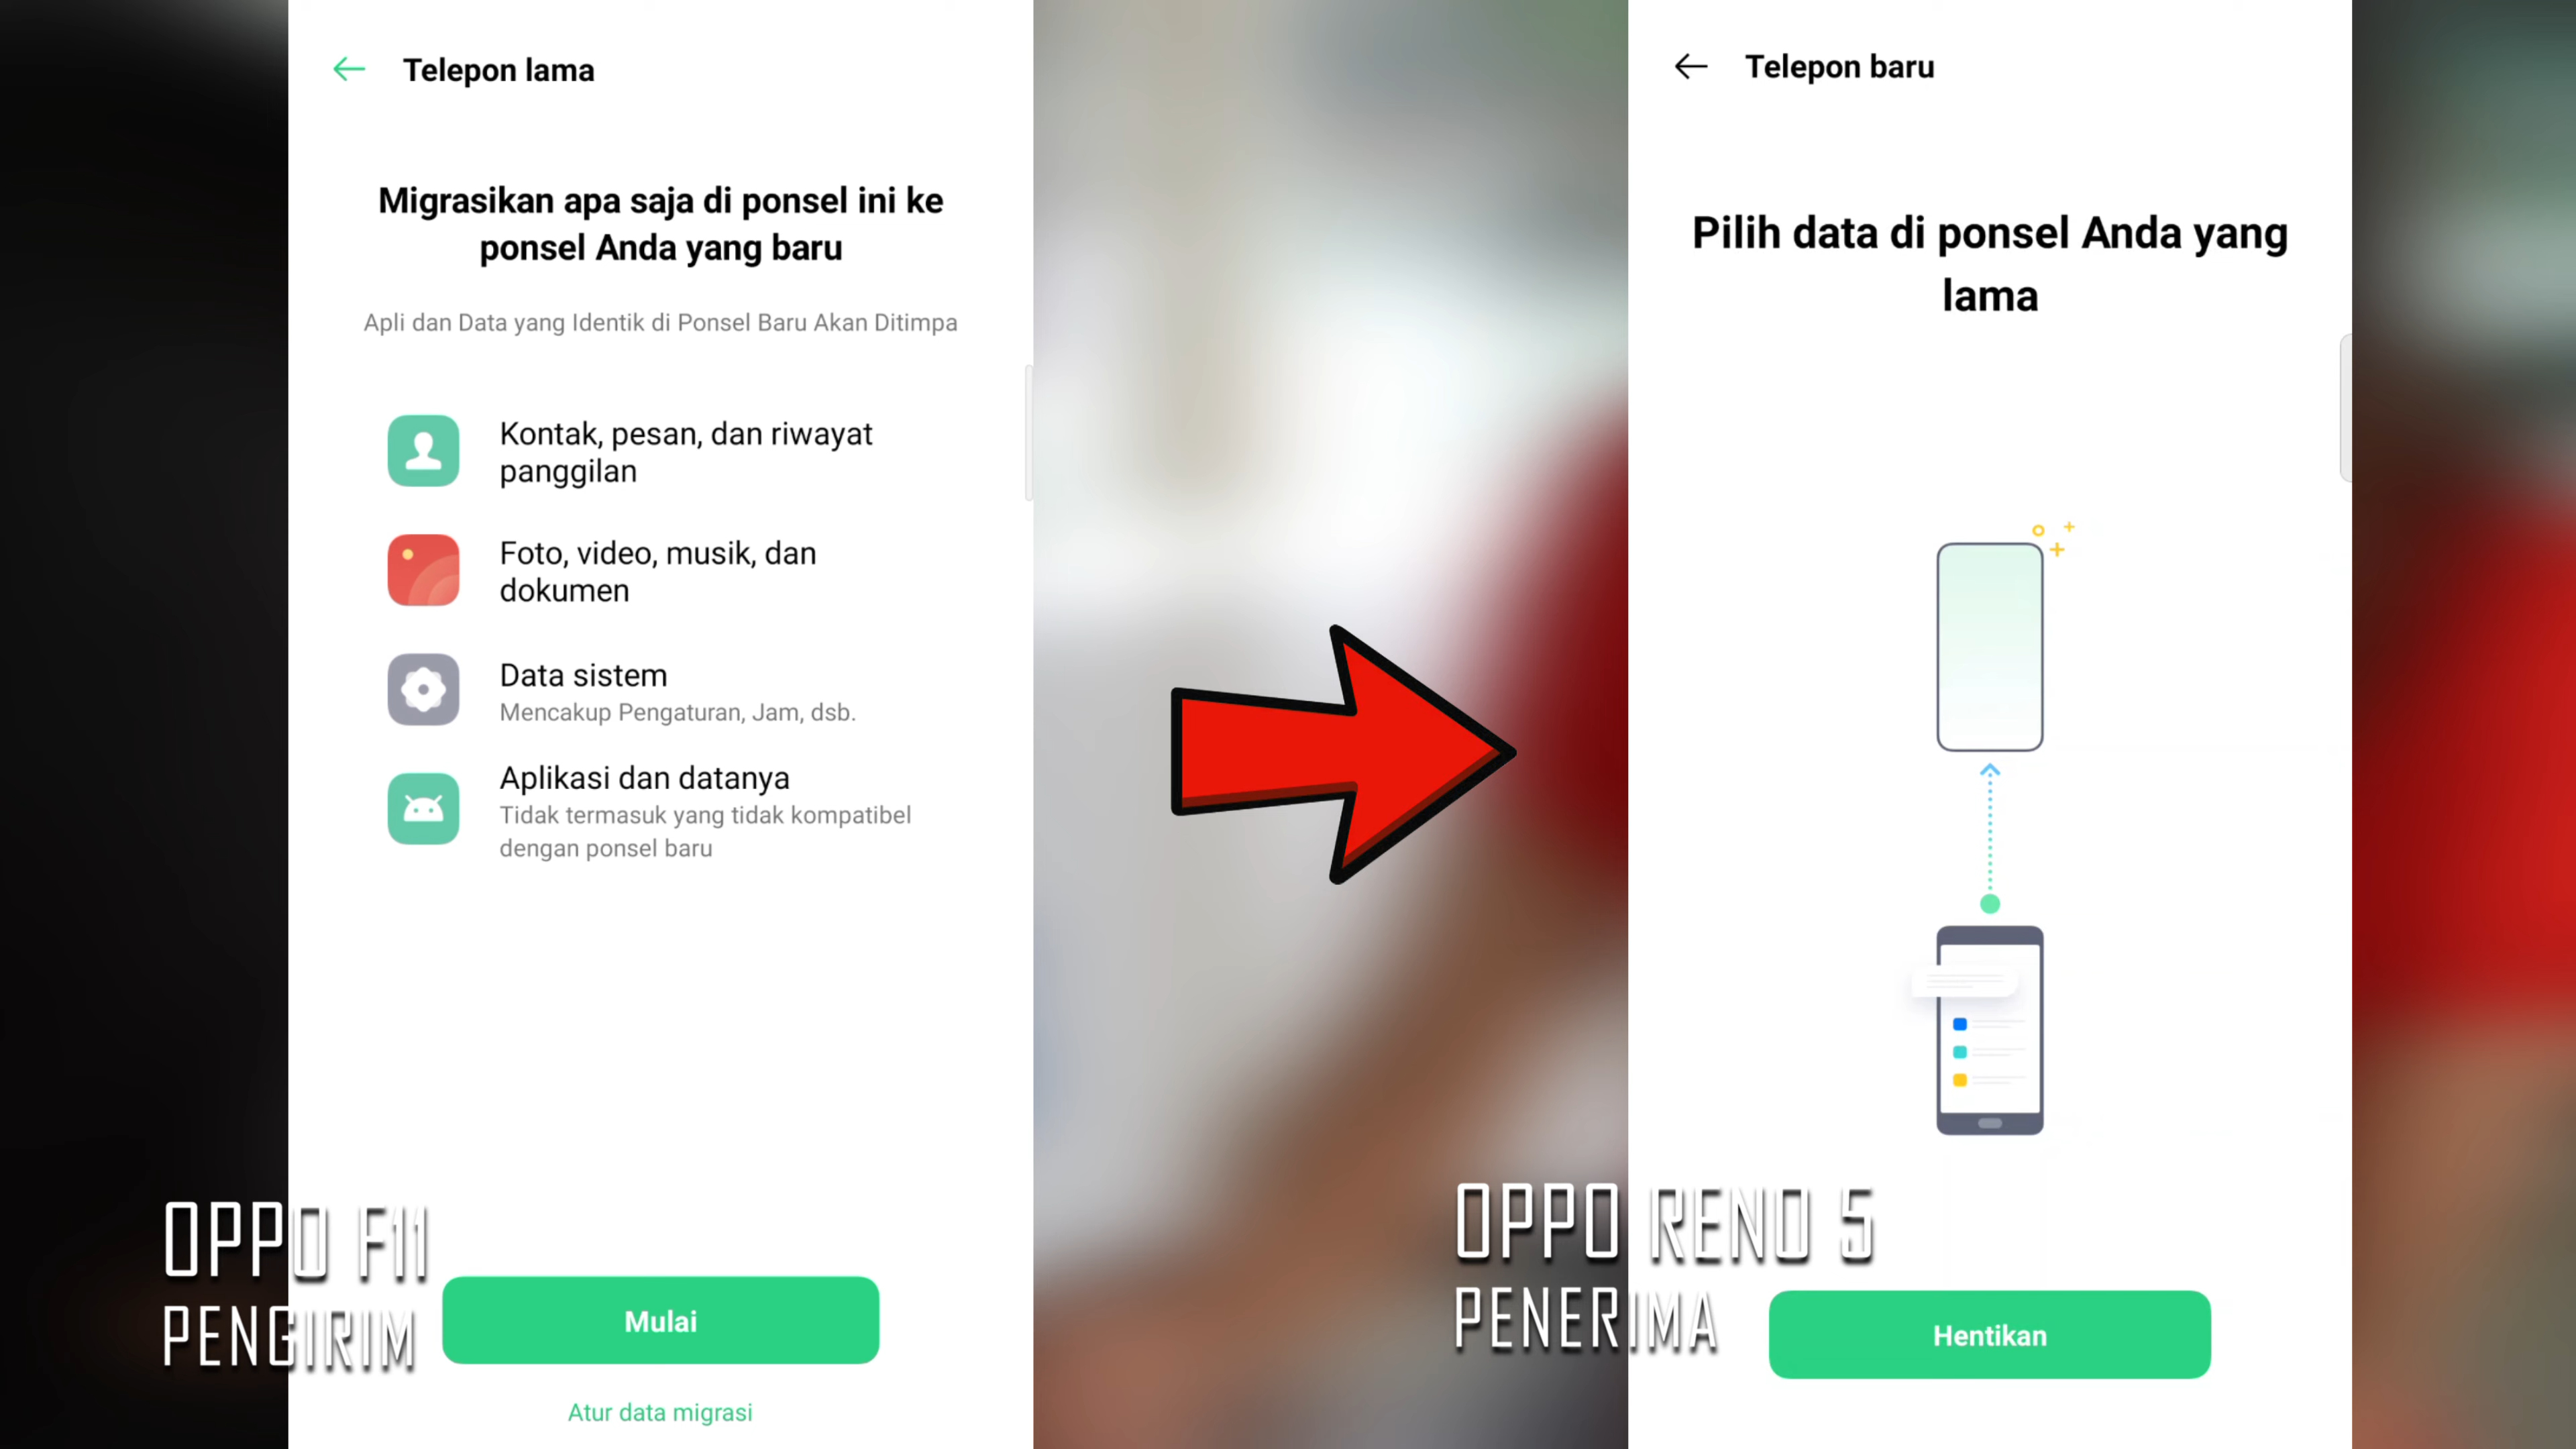 Telepon lama
Migrasikan apa saja di ponsel ini ke
ponsel Anda yang baru
Apli dan Data yang Identik di Ponsel Baru Akan Ditimpa
Kontak, pesan, dan riwayat
panggilan
Foto, video, musik, dan
dokumen
Data sistem
Mencakup Pengaturan, Jam, dsb.
Aplikasi dan datanya
Tidak termasuk yang tidak kompatibel
dengan ponsel baru
OPPO F11
PENGIRIM
Mulai
Atur data migrasi
Telepon baru
Pilih data di ponsel Anda yang
lama
OPPO RENO 5
PENERIMA
Hentikan